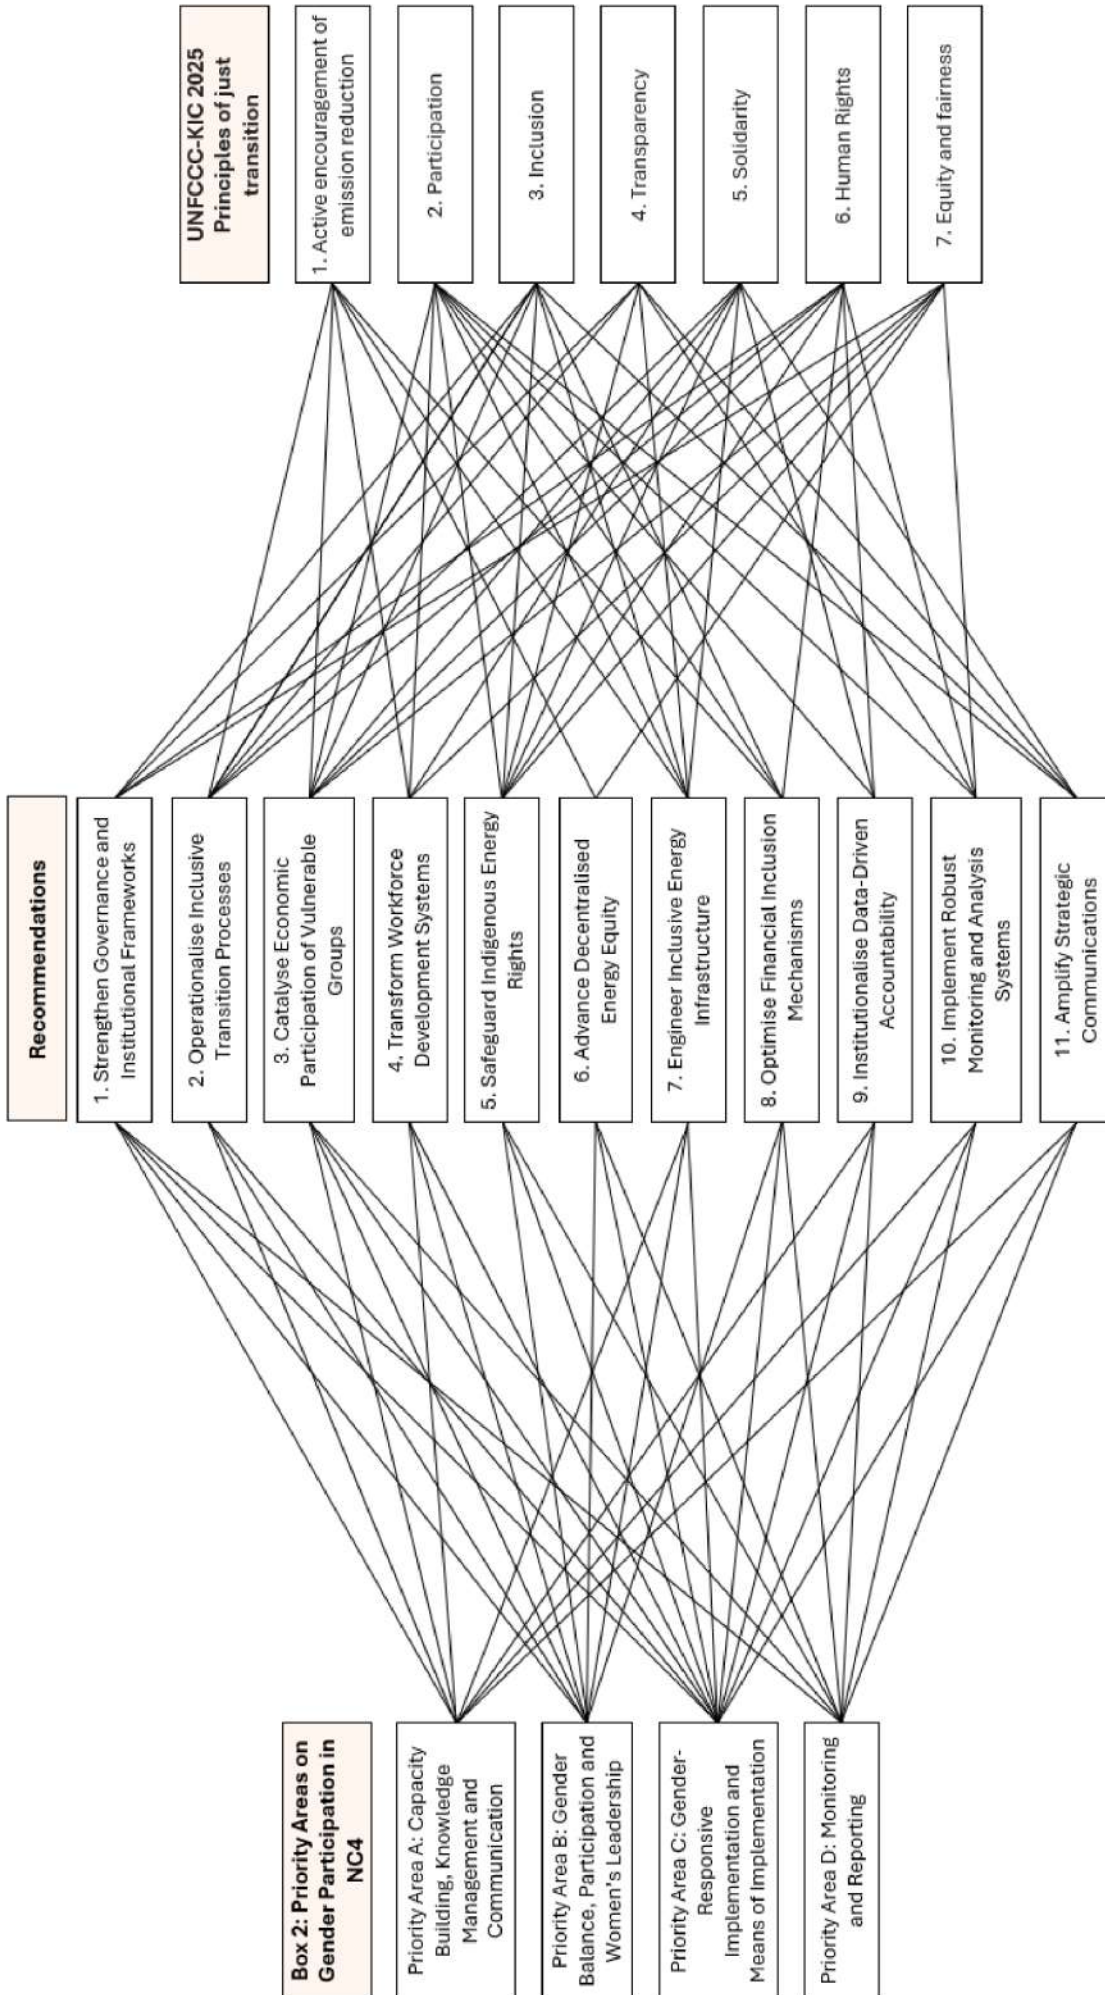 Box 2: Priority Areas on
Gender Participation in
NC4
Priority Area A: Capacity
Building, Knowledge
Management and
Communication
Priority Area B: Gender
Balance, Participation and
Women's Leadership
Priority Area C: Gender-
Responsive
Implementation and
Means of Implementation
Priority Area D: Monitoring
and Reporting
Recommendations
1. Strengthen Governance and
Institutional Frameworks
2. Operationalise Inclusive
Transition Processes
3. Catalyse Economic
Participation of Vulnerable
Groups
4. Transform Workforce
Development Systems
5. Safeguard Indigenous Energy
Rights
6. Advance Decentralised
Energy Equity
7. Engineer Inclusive Energy
Infrastructure
8. Optimise Financial Inclusion
Mechanisms
9. Institutionalise Data-Driven
Accountability
10. Implement Robust
Monitoring and Analysis
Systems
11. Amplify Strategic
Communications
UNFCCC-KIC 2025
Principles of just
transition
1. Active encouragement of
emission reduction
2. Participation
3. Inclusion
4. Transparency
5. Solidarity
6. Human Rights
7. Equity and fairness